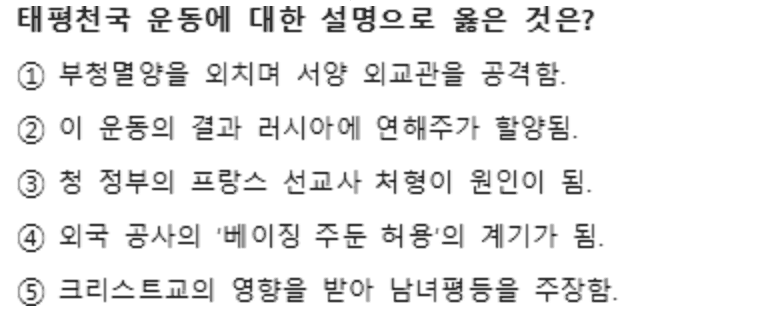 태평천국 운동에 대한 설명으로 옳은 것은?
① 부청멸양을 외치며 서양 외교관을 공격함.
② 이 운동의 결과 러시아에 연해주가 할양됨.
③ 청 정부의 프랑스 선교사 처형이 원인이 됨.
④ 외국 공사의 '베이징 주둔 허용'의 계기가 됨.
⑤ 크리스트교의 영향을 받아 남녀평등을 주장함.